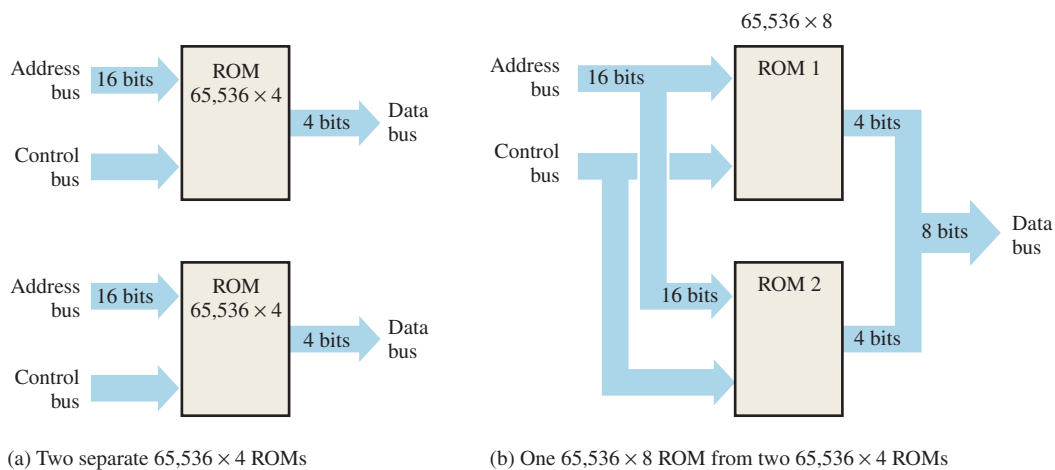 Address
bus
16 bits
ROM
65,536 × 4
4 bits
Data
bus
Control
bus
Address
bus
16 bits
ROM
65,536 × 4
4 bits
Data
bus
Control
bus
(a) Two separate 65,536 × 4 ROMs
65,536 × 8
Address
bus
16 bits
ROM 1
4 bits
Control
bus
8 bits
Data
bus
16 bits
ROM 2
4 bits
(b) One 65,536 × 8 ROM from two 65,536 × 4 ROMs